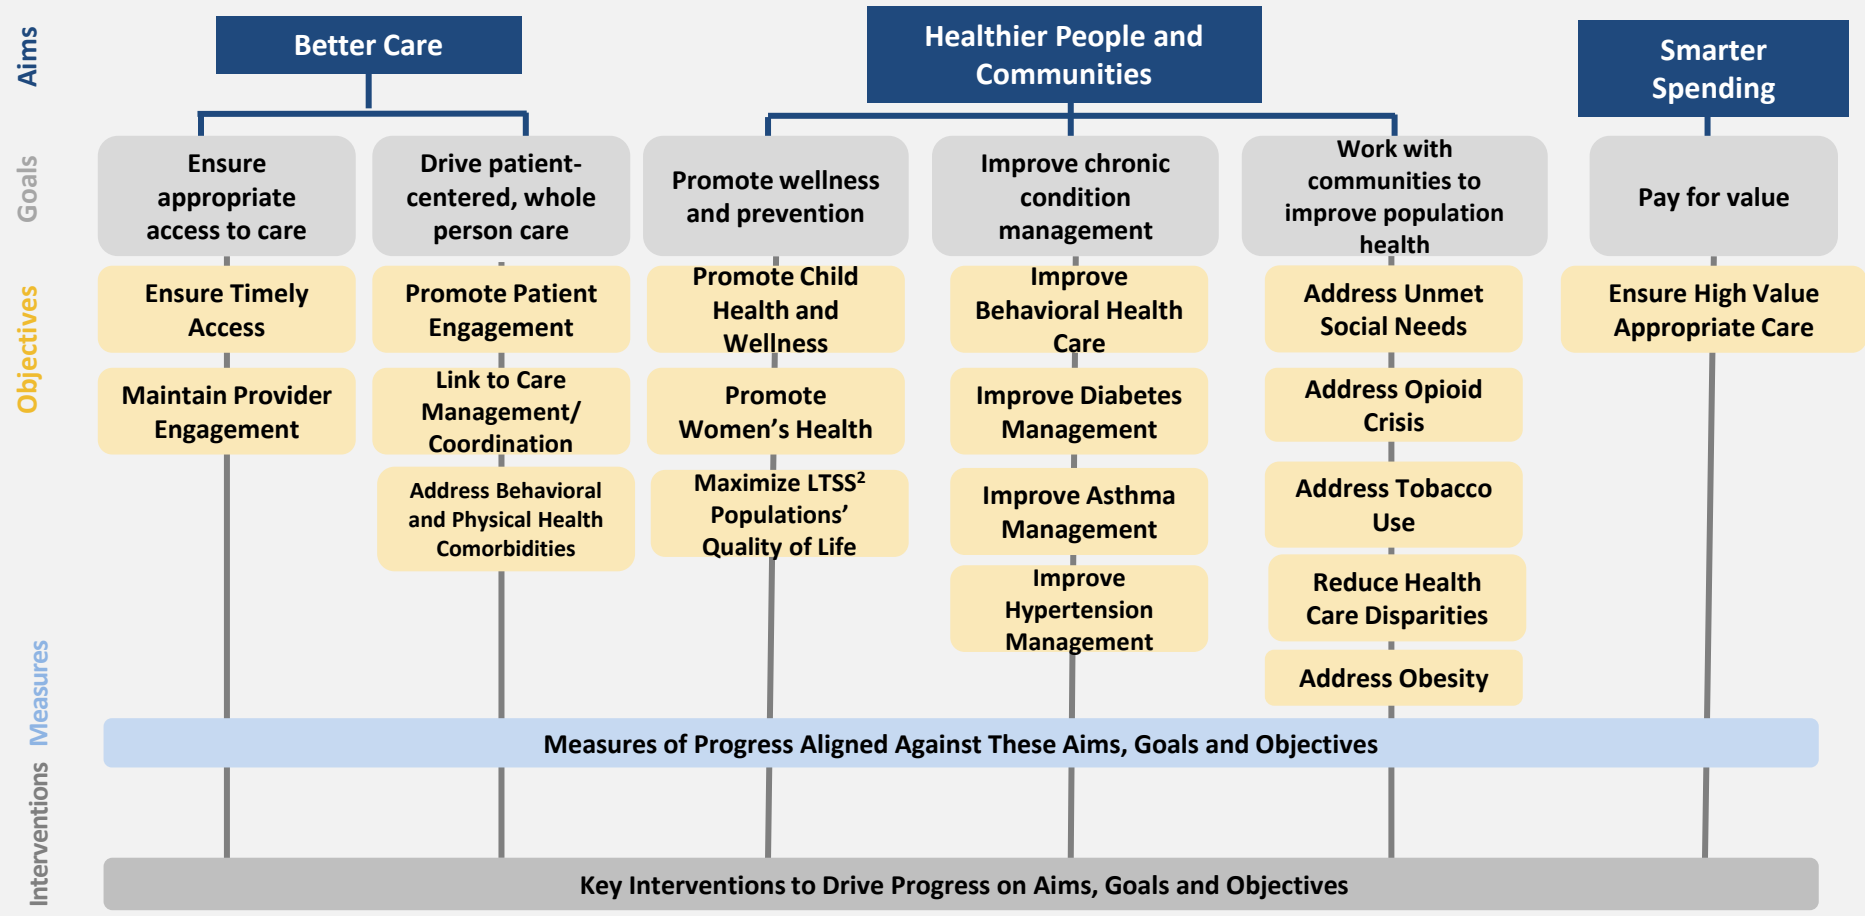 Aims
Better Care
Healthier People and
Communities
Smarter
Spending
Goals
Ensure
appropriate
access to care
Drive patient-
centered, whole
person care
Promote wellness
and prevention
Improve chronic
condition
management
Work with
communities to
improve population
health
Pay for value
Objectives
Ensure Timely
Access
Maintain Provider
Engagement
Promote Patient
Engagement
Link to Care
Management/
Coordination
Address Behavioral
and Physical Health
Comorbidities
Promote Child
Health and
Wellness
Promote
Women’s Health
Maximize LTSS²
Populations’
Quality of Life
Improve
Behavioral Health
Care
Improve Diabetes
Management
Improve Asthma
Management
Improve
Hypertension
Management
Address Unmet
Social Needs
Address Opioid
Crisis
Address Tobacco
Use
Reduce Health
Care Disparities
Address Obesity
Ensure High Value
Appropriate Care
Measures
Measures of Progress Aligned Against These Aims, Goals and Objectives
Interventions
Key Interventions to Drive Progress on Aims, Goals and Objectives